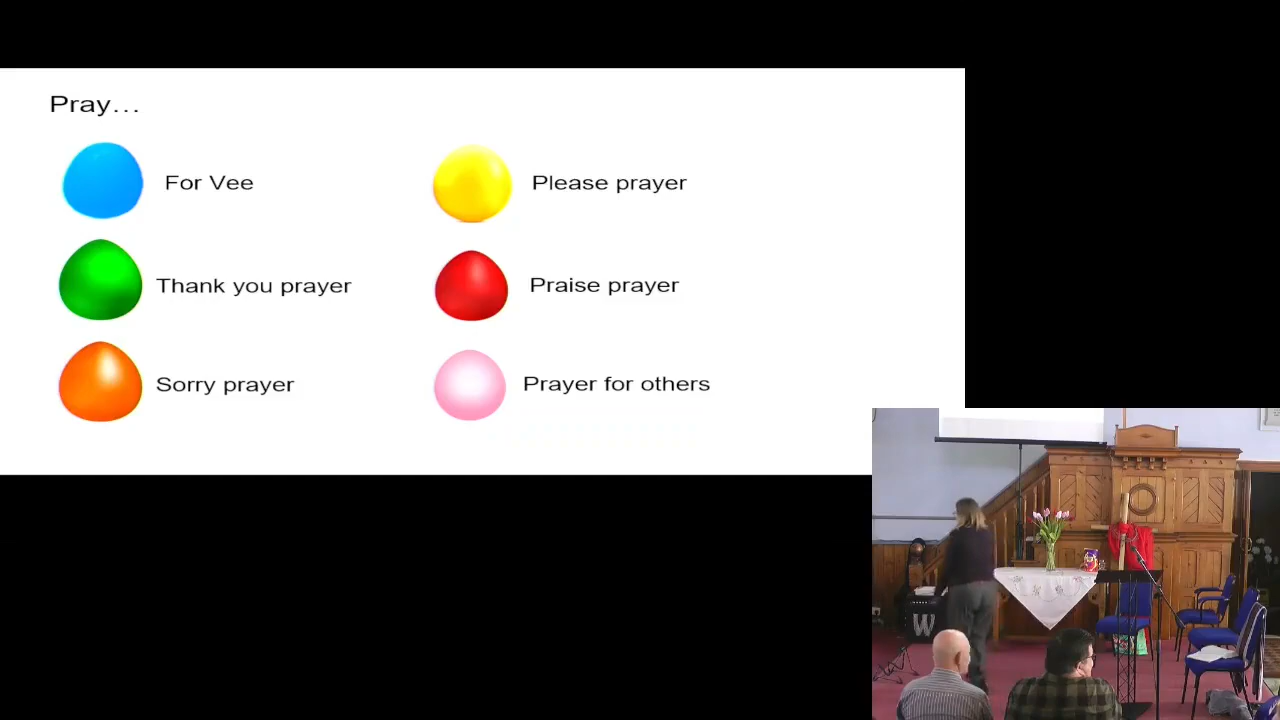 Pray…
For Vee
Please prayer
Thank you prayer
Praise prayer
Sorry prayer
Prayer for others
W